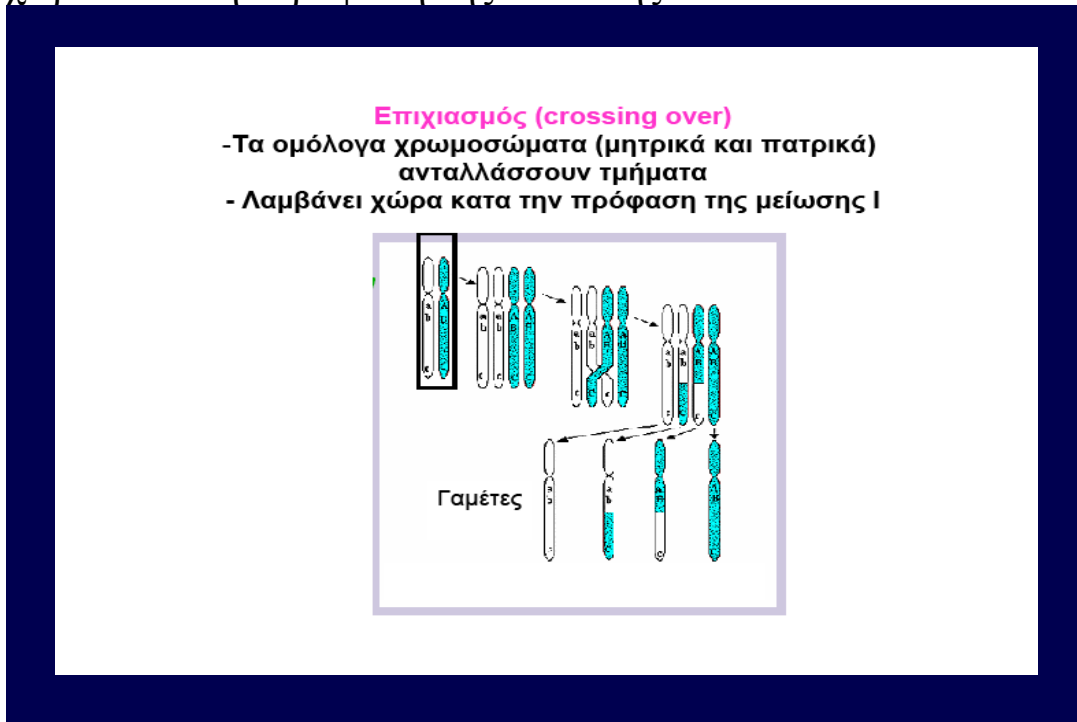 Επιχιασμός (crossing over)
-Τα ομόλογα χρωμοσώματα (μητρικά και πατρικά)
ανταλλάσσουν τμήματα
- Λαμβάνει χώρα κατα την πρόφαση της μείωσης Ι
Γαμέτες